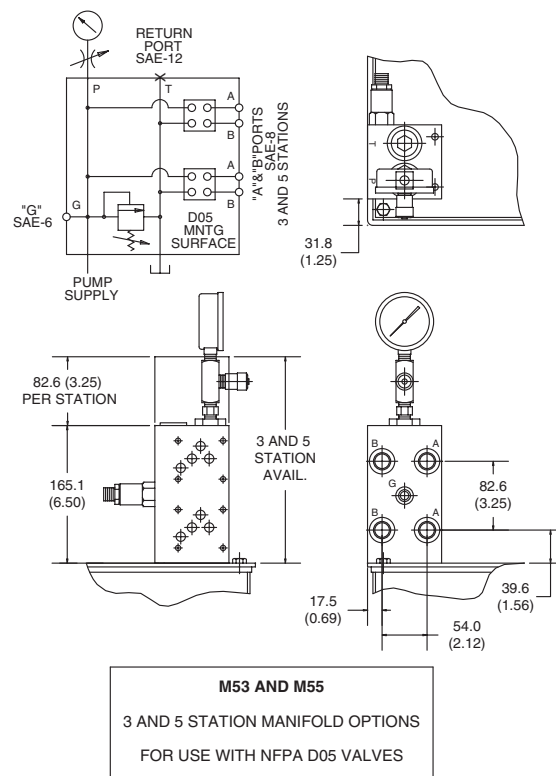 RETURN
PORT
SAE-12
P
T
A
B
A
B
"A"&"B"PORTS
SAE-8
3 AND 5 STATIONS
"G"
SAE-6
G
D05
MNTG
SURFACE
PUMP
SUPPLY
T
P
31.8
(1.25)
82.6 (3.25)
PER STATION
165.1
(6.50)
3 AND 5
STATION
AVAIL.
B
A
G
B
A
82.6
(3.25)
39.6
(1.56)
17.5
(0.69)
54.0
(2.12)
M53 AND M55
3 AND 5 STATION MANIFOLD OPTIONS
FOR USE WITH NFPA D05 VALVES